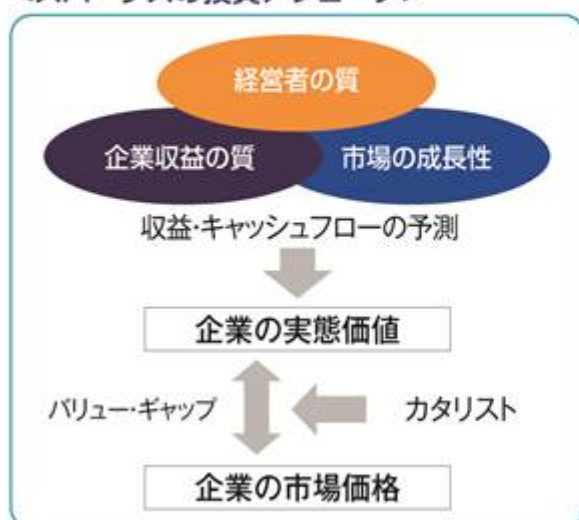 経営者の質
企業収益の質 市場の成長性
収益・キャッシュフローの予測
企業の実態価値
バリュー・ギャップ カタリスト
企業の市場価格